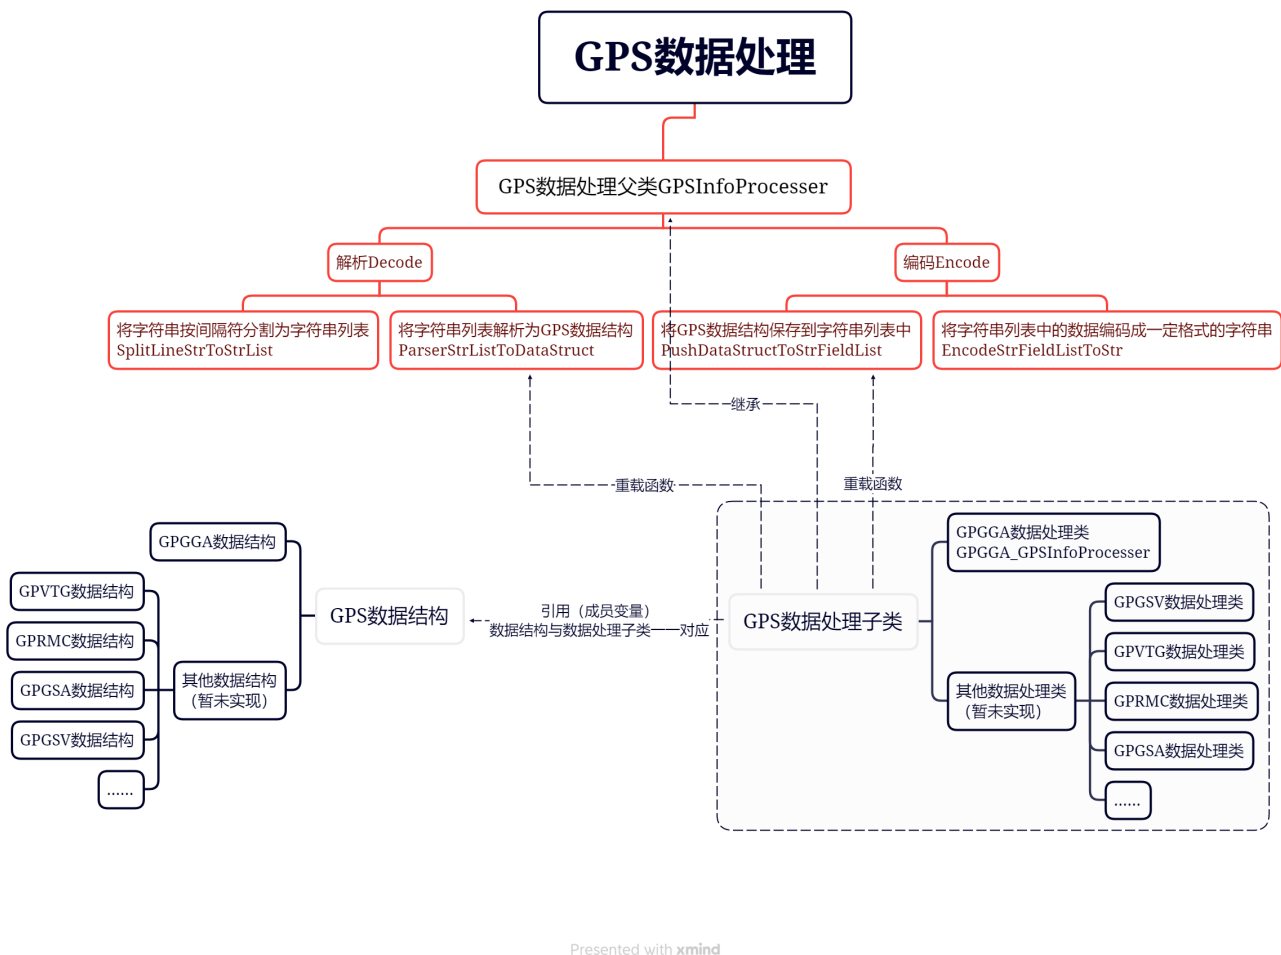 GPS数据处理
GPS数据处理父类GPSInfoProcesser
解析Decode
编码Encode
将字符串按间隔符分割为字符串列表
SplitLineStrToStrList
将字符串列表解析为GPS数据结构
ParserStrListToDataStruct
将GPS数据结构保存到字符串列表中
PushDataStructToStrFieldList
将字符串列表中的数据编码成一定格式的字符串
EncodeStrFieldListToStr
继承
重载函数
重载函数
GPGGA数据结构
GPVTG数据结构
GPRMC数据结构
GPGSA数据结构
GPGSV数据结构
......
其他数据结构
（暂未实现）
GPS数据结构
引用（成员变量）
数据结构与数据处理子类一一对应
GPS数据处理子类
GPGGA数据处理类
GPGGA_GPSInfoProcesser
其他数据处理类
（暂未实现）
GPGSV数据处理类
GPVTG数据处理类
GPRMC数据处理类
GPGSA数据处理类
......
Presented with xmind